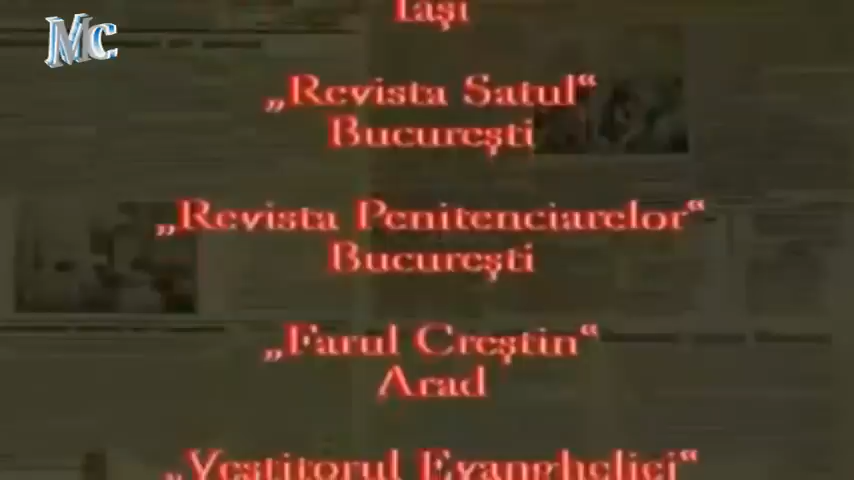 Mc
Iaşi
„Revista Satul“
Bucureşti
„Revista Penitenciarelor“
Bucureşti
„Farul Creştin“
Arad
„Vestitorul Evangheliei“